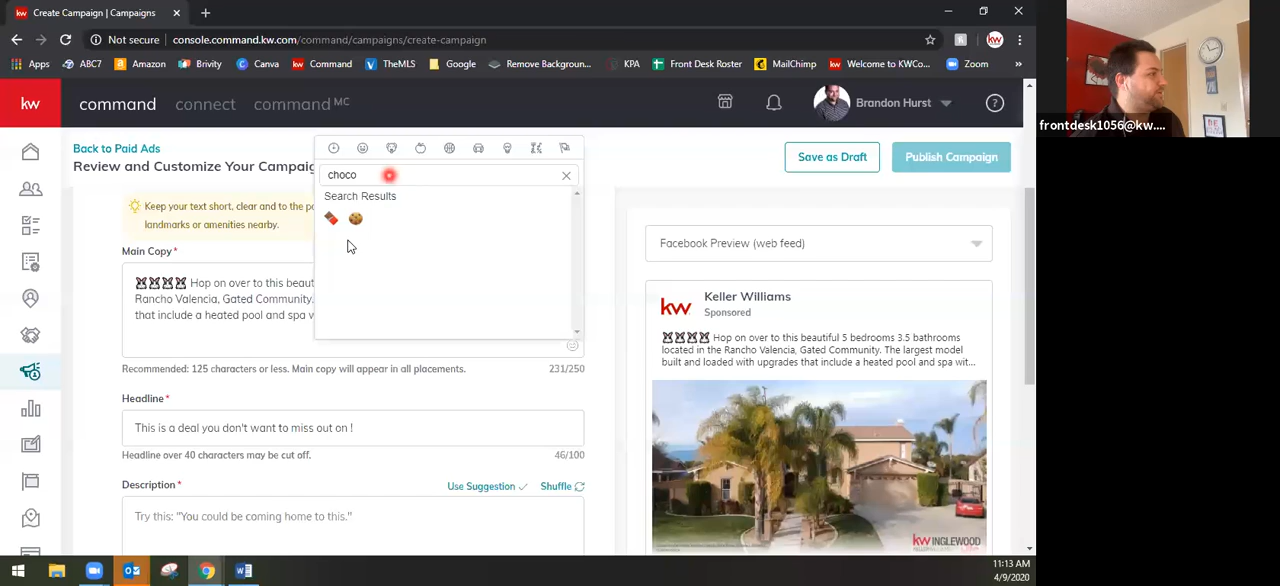 Create Campaign | Campaigns
Not secure | console.command.kw.com/command/campaigns/create-campaign
Apps ABC7 Amazon Brivity Canva Command TheMLS Google Remove Backgroun... KPA Front Desk Roster MailChimp Welcome to KWCo... Zoom »
kw command connect command MC Brandon Hurst
frontdesk1056@kw....
Back to Paid Ads
Review and Customize Your Campaig
Save as Draft
Publish Campaign
choco
Search Results
Keep your text short, clear and to the po
landmarks or amenities nearby.
Main Copy*
Hop on over to this beau
Rancho Valencia, Gated Community.
that include a heated pool and spa w
Recommended: 125 characters or less. Main copy will appear in all placements. 231/250
Headline*
This is a deal you don't want to miss out on !
Headline over 40 characters may be cut off. 46/100
Description* Use Suggestion Shuffle
Try this: "You could be coming home to this."
Facebook Preview (web feed)
kw Keller Williams
Sponsored
Hop on over to this beautiful 5 bedrooms 3.5 bathrooms
located in the Rancho Valencia, Gated Community. The largest model
built and loaded with upgrades that include a heated pool and spa wit...
kw INGLEWOOD
11:13 AM
4/9/2020